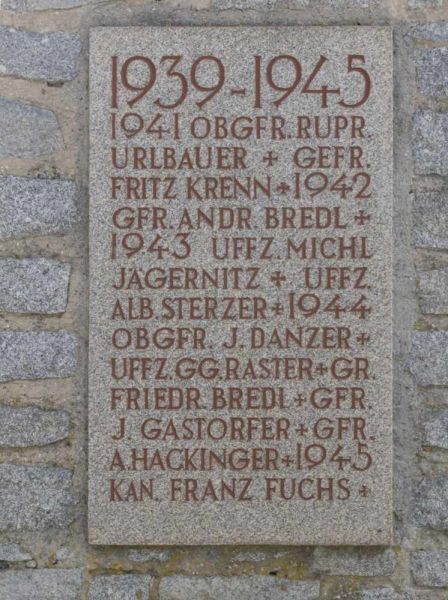 1939-1945
1941 OBGFR. RUPR.
URLBAUER + GEFR.
FRITZ KRENN + 1942
GFR. ANDR. BREDL +
1943 UFFZ. MICHL
JÄGERNITZ + UFFZ.
ALB. STERZER + 1944
OBGFR. J. DANZER +
UFFZ. GG. RASTER + GR.
FRIEDR. BREDL + GFR.
J. GASTORFER + GFR.
A. HACKINGER + 1945
KAN. FRANZ FUCHS +